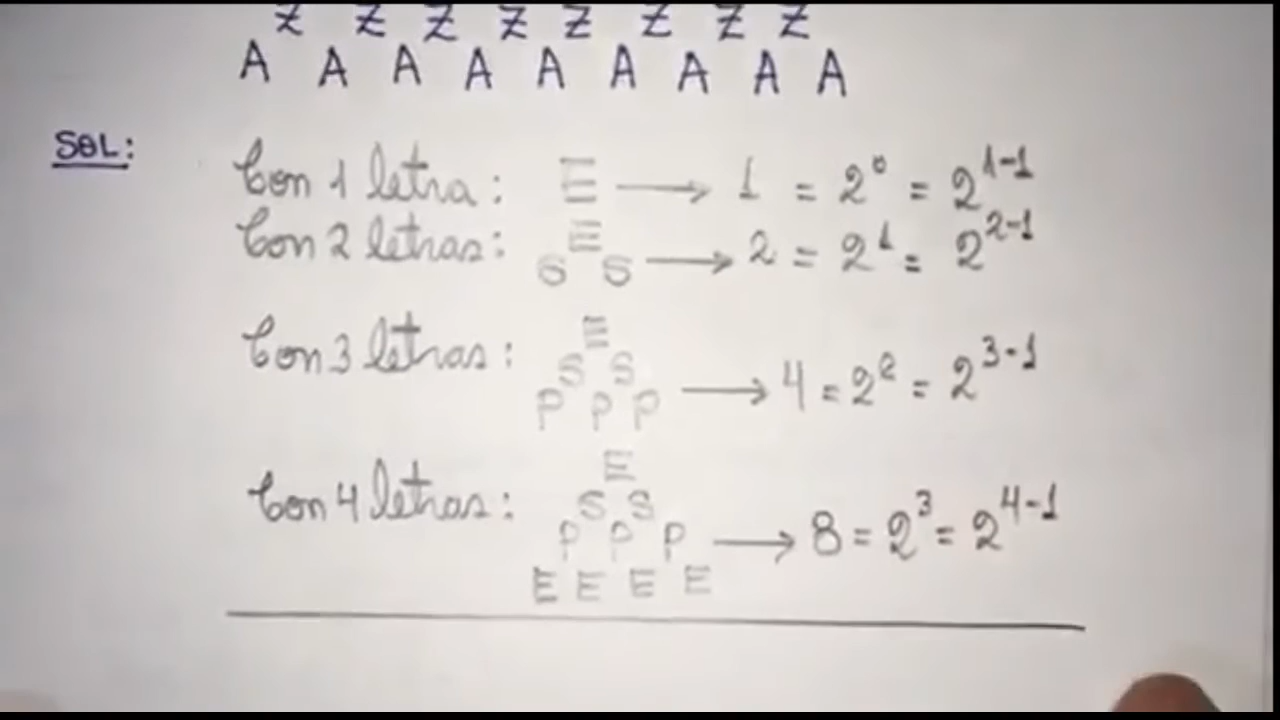 Z Z Z Z Z Z Z Z
A A A A A A A A A
SOL:
Con 1 letra: E → 1 = 2⁰ = 2¹⁻¹
Con 2 letras: E
S S → 2 = 2¹ = 2²⁻¹
Con 3 letras: E
S S
P P P → 4 = 2² = 2³⁻¹
Con 4 letras: E
S S
P P P → 8 = 2³ = 2⁴⁻¹
E E E E